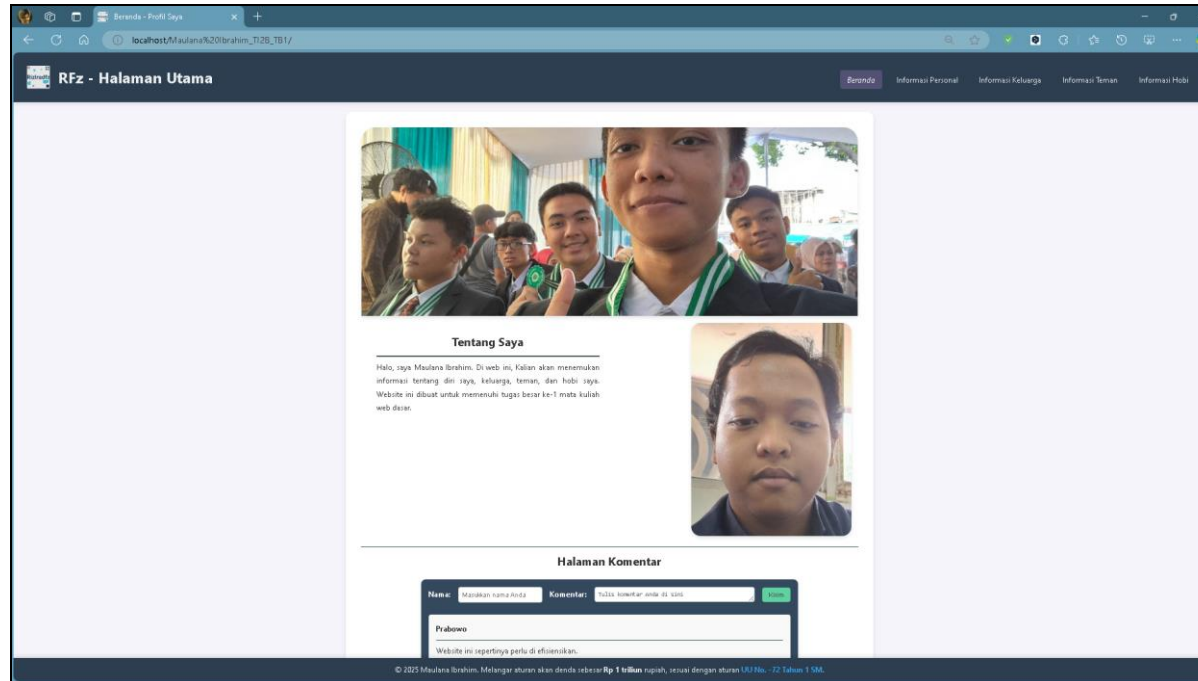 Beranda - Profil Saya
localhost/Maulana%20Ibrahim_TI2B_TB1/
RFz - Halaman Utama
Beranda
Informasi Personal
Informasi Keluarga
Informasi Teman
Informasi Hobi
Tentang Saya
Halo, saya Maulana Ibrahim. Di web ini, Kalian akan menemukan
informasi tentang diri saya, keluarga, teman, dan hobi saya.
Website ini dibuat untuk memenuhi tugas besar ke-1 mata kuliah
web dasar.
Halaman Komentar
Nama: Masukkan nama Anda Komentar: Tulis komentar anda di sini Kirim
Prabowo
Website ini sepertinya perlu di efisiensikan.
© 2025 Maulana Ibrahim. Melangar aturan akan denda sebesar Rp 1 triliun rupiah, sesuai dengan aturan UU No. -72 Tahun 1 SM.